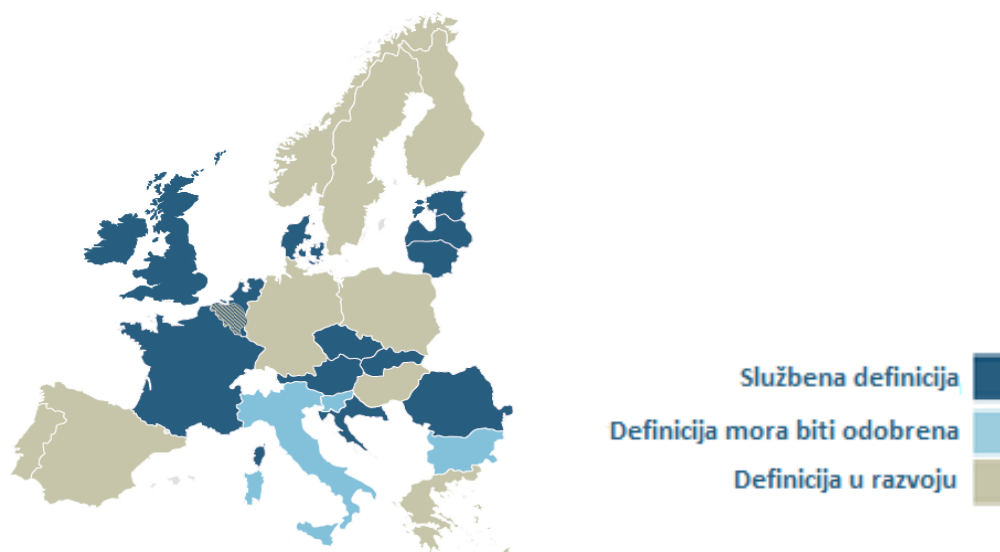 Službena definicija
Definicija mora biti odobrena
Definicija u razvoju